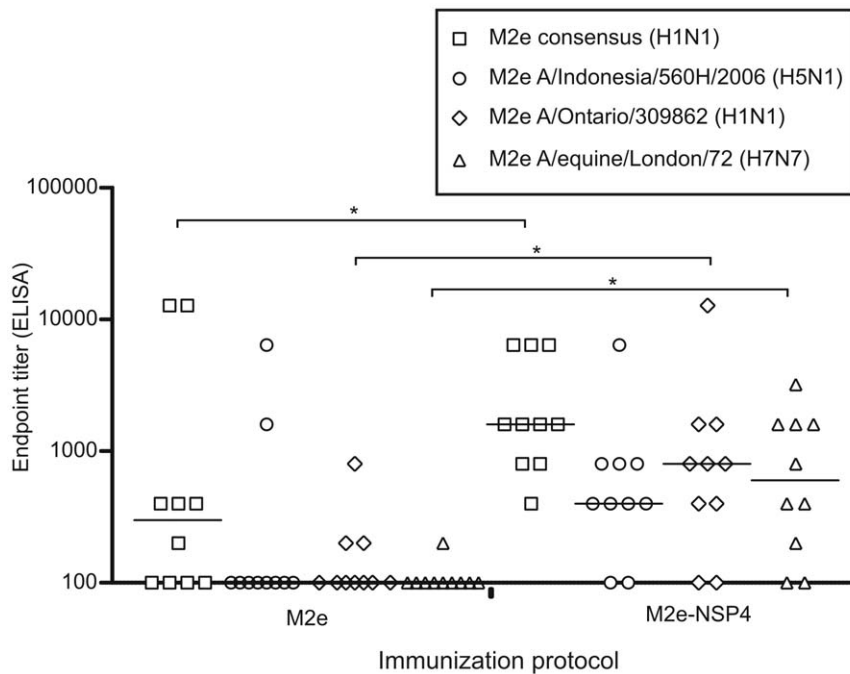 M2e consensus (H1N1)
M2e A/Indonesia/560H/2006 (H5N1)
M2e A/Ontario/309862 (H1N1)
M2e A/equine/London/72 (H7N7)
100000
*
*
*
10000
1000
100
Endpoint titer (ELISA)
M2e
M2e-NSP4
Immunization protocol